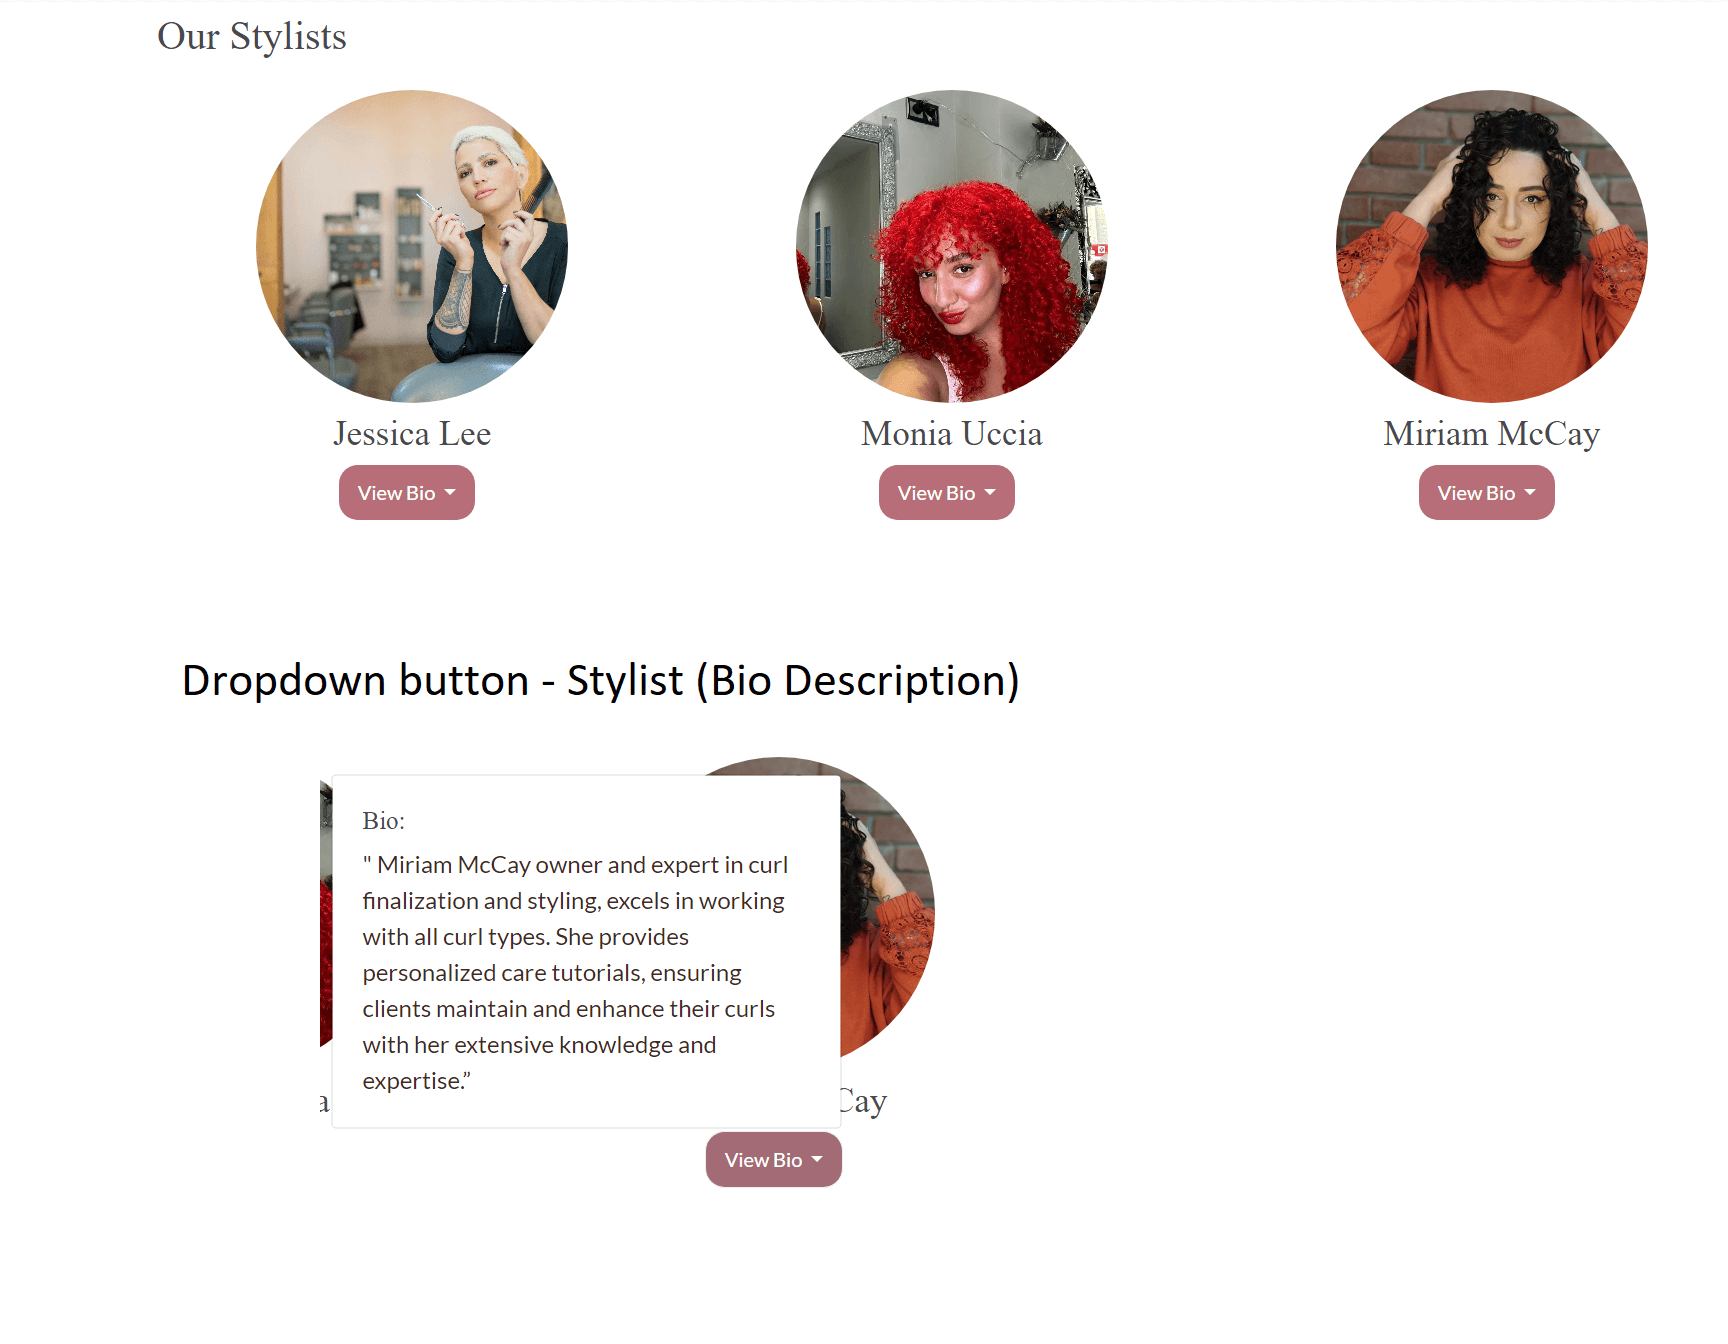 Our Stylists
Jessica Lee
Monia Uccia
Miriam McCay
View Bio
View Bio
View Bio
Dropdown button - Stylist (Bio Description)
Bio:
" Miriam McCay owner and expert in curl
finalization and styling, excels in working
with all curl types. She provides
personalized care tutorials, ensuring
clients maintain and enhance their curls
with her extensive knowledge and
expertise.”
a
Cay
View Bio